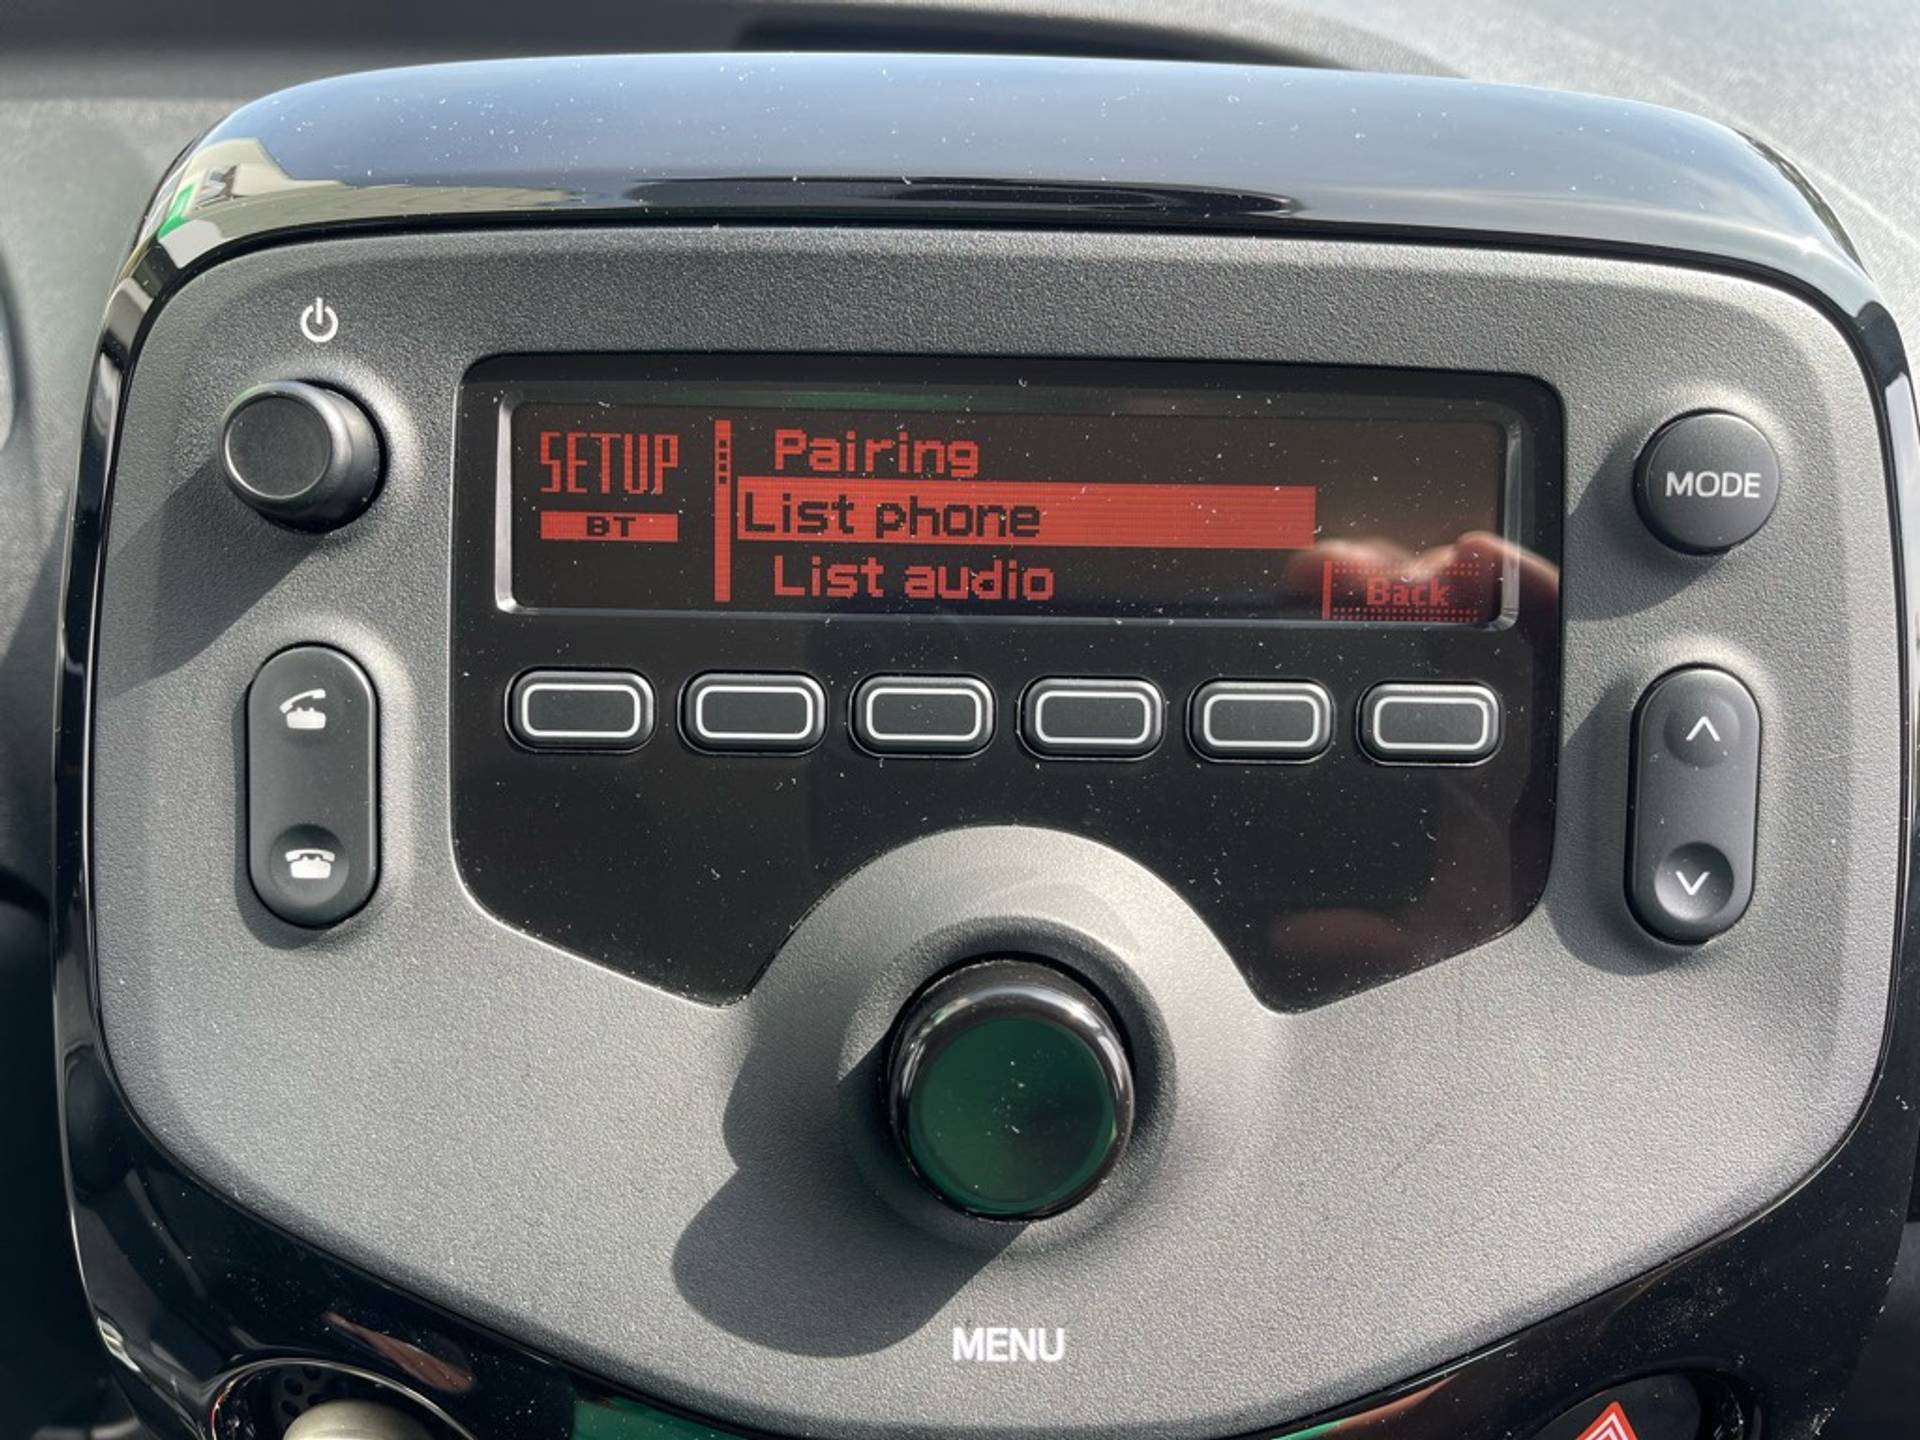 SETUP
BT
Pairing
List phone
List audio
Back
MODE
MENU